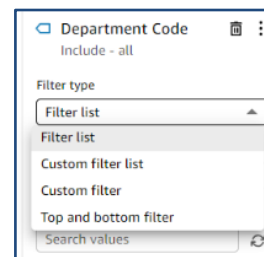 Department Code
Include - all
Filter type
Filter list
Filter list
Custom filter list
Custom filter
Top and bottom filter
Search values